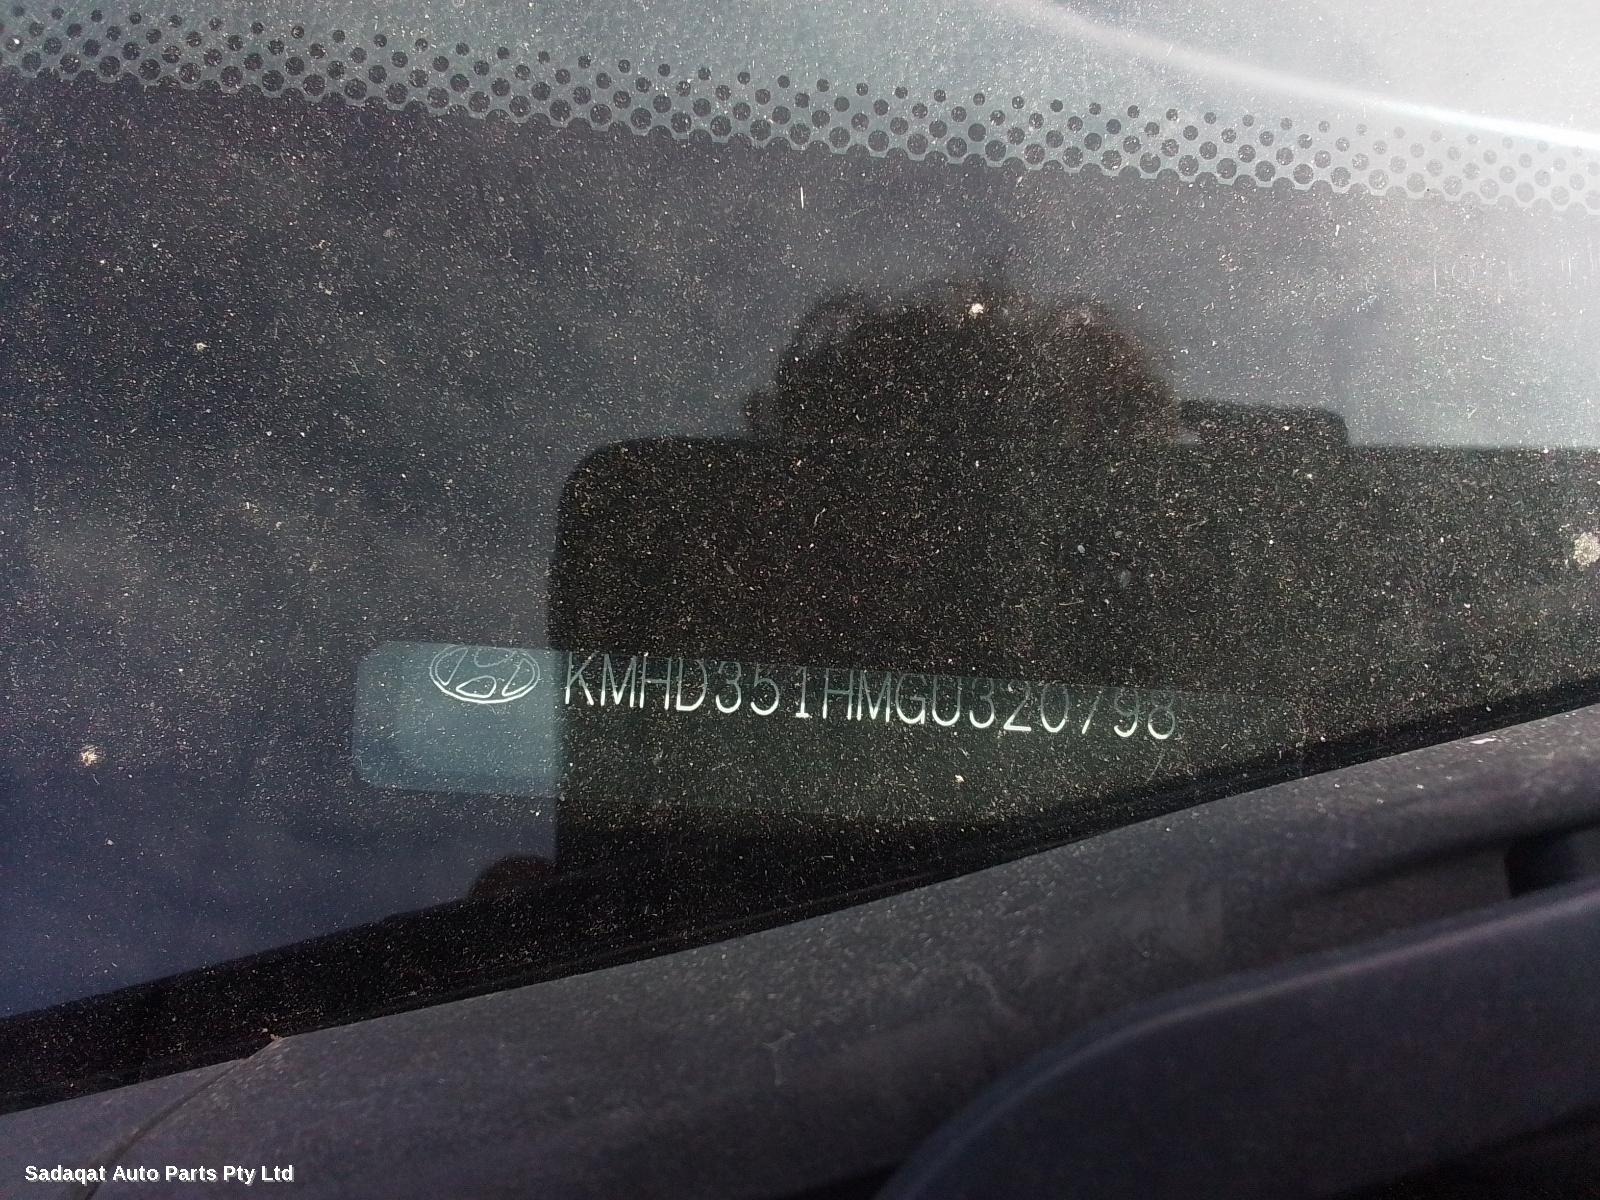 KMHD351HMGU320798
Sadaqat Auto Parts Pty Ltd